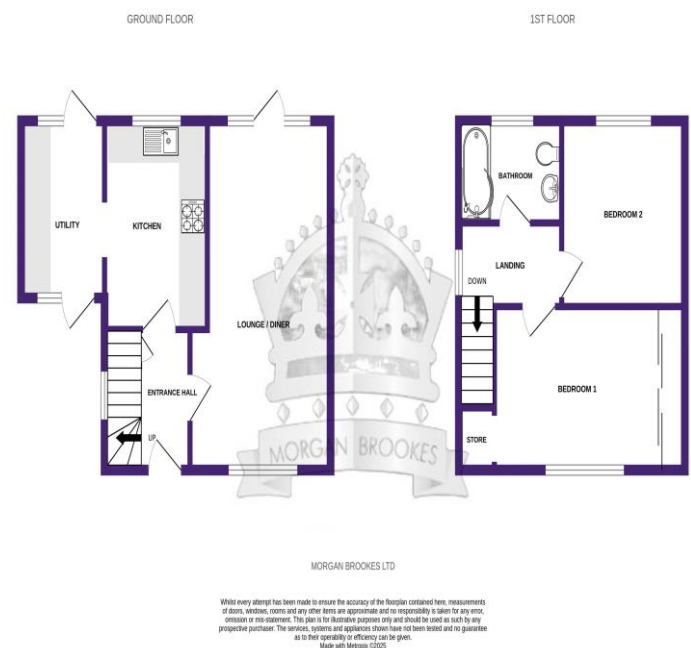 GROUND FLOOR
1ST FLOOR
UTILITY
KITCHEN
LOUNGE / DINER
ENTRANCE HALL
UP
BATHROOM
BEDROOM 2
LANDING
DOWN
BEDROOM 1
STORE
MORGAN BROOKES
MORGAN BROOKES LTD
Whilst every attempt has been made to ensure the accuracy of the floorplan contained here, measurements
of doors, windows, rooms and any other items are approximate and no responsibility is taken for any error,
omission or mis-statement. This plan is for illustrative purposes only and should be used as such by any
prospective purchaser. The services, systems and appliances shown have not been tested and no guarantee
as to their operability or efficiency can be given.
Made with Metropix ©2025